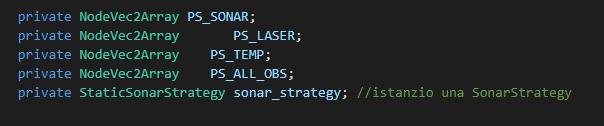 private NodeVec2Array PS_SONAR;
private NodeVec2Array     PS_LASER;
private NodeVec2Array   PS_TEMP;
private NodeVec2Array   PS_ALL_OBS;
private StaticSonarStrategy sonar_strategy; //istanzio una SonarStrategy